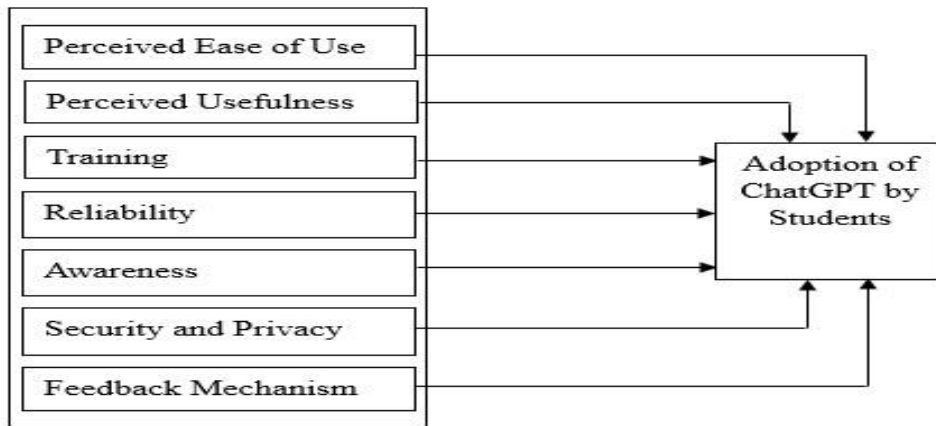 Perceived Ease of Use
Perceived Usefulness
Training
Reliability
Awareness
Security and Privacy
Feedback Mechanism
Adoption of
ChatGPT by
Students